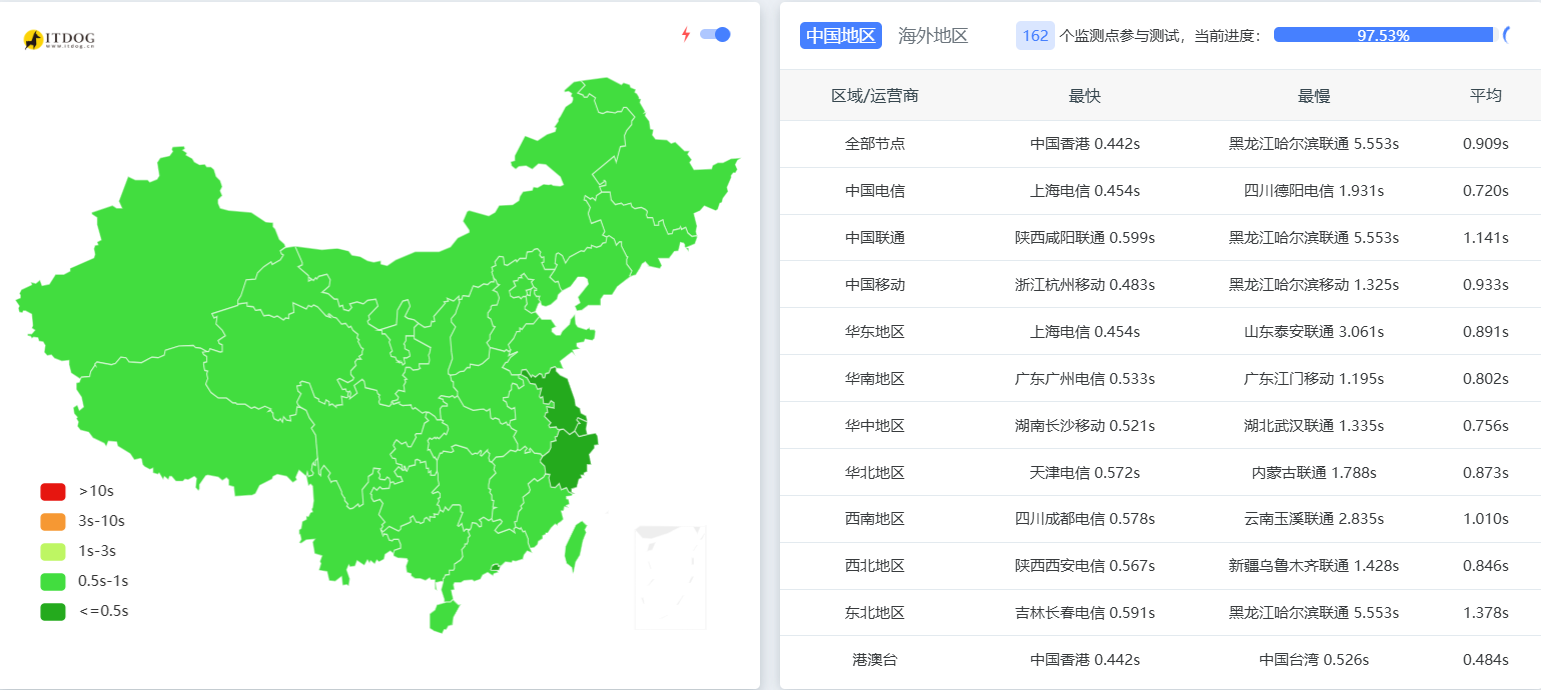 ITDOG
www.itdog.cn
>10s
3s-10s
1s-3s
0.5s-1s
<=0.5s
中国地区 海外地区 162 个监测点参与测试，当前进度： 97.53%
区域/运营商 最快 最慢 平均
全部节点 中国香港 0.442s 黑龙江哈尔滨联通 5.553s 0.909s
中国电信 上海电信 0.454s 四川德阳电信 1.931s 0.720s
中国联通 陕西咸阳联通 0.599s 黑龙江哈尔滨联通 5.553s 1.141s
中国移动 浙江杭州移动 0.483s 黑龙江哈尔滨移动 1.325s 0.933s
华东地区 上海电信 0.454s 山东泰安联通 3.061s 0.891s
华南地区 广东广州电信 0.533s 广东江门移动 1.195s 0.802s
华中地区 湖南长沙移动 0.521s 湖北武汉联通 1.335s 0.756s
华北地区 天津电信 0.572s 内蒙古联通 1.788s 0.873s
西南地区 四川成都电信 0.578s 云南玉溪联通 2.835s 1.010s
西北地区 陕西西安电信 0.567s 新疆乌鲁木齐联通 1.428s 0.846s
东北地区 吉林长春电信 0.591s 黑龙江哈尔滨联通 5.553s 1.378s
港澳台 中国香港 0.442s 中国台湾 0.526s 0.484s